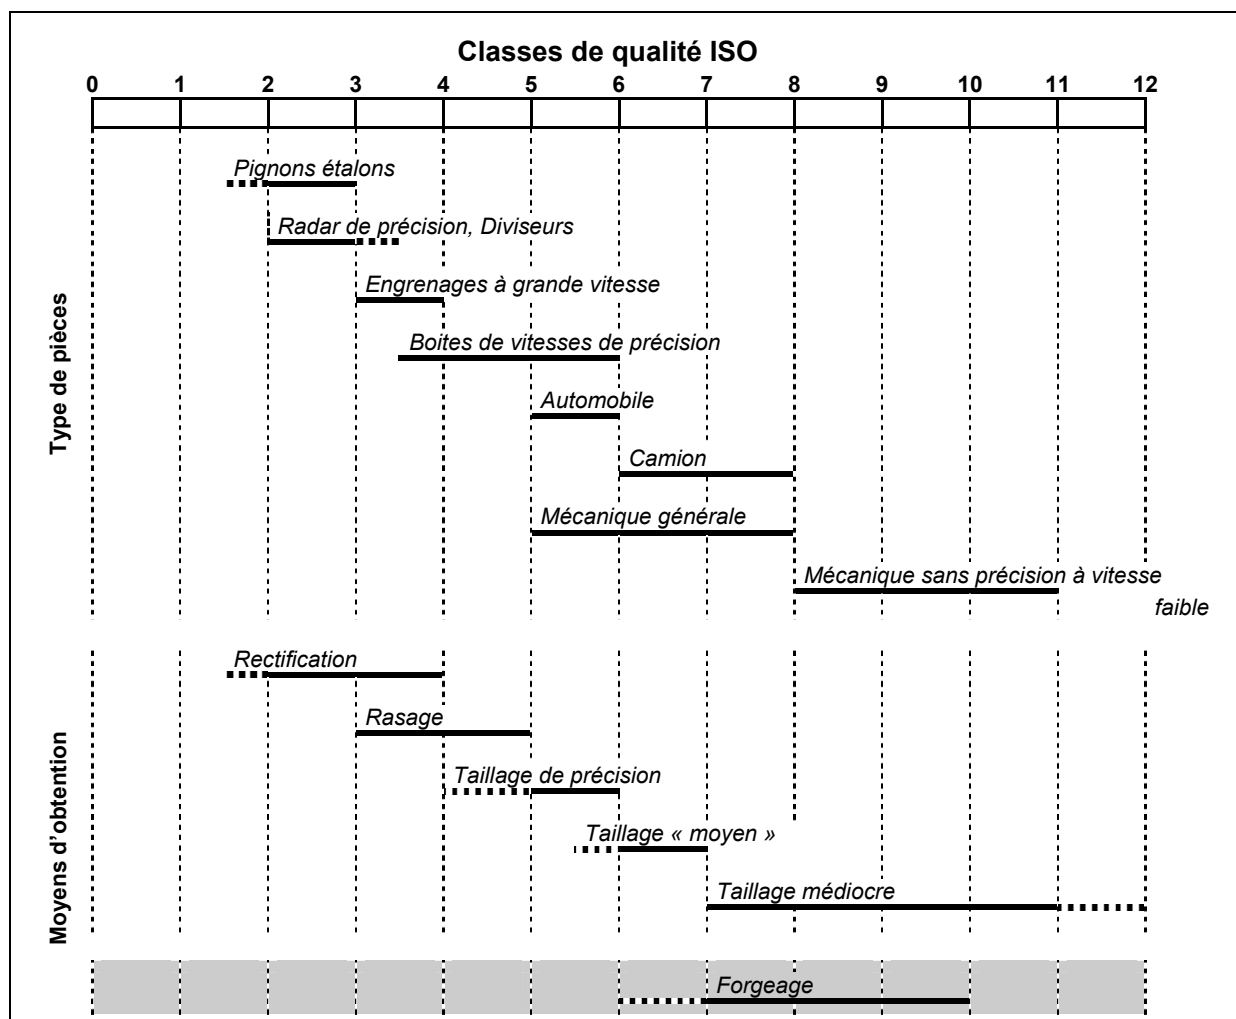 Classes de qualité ISO
0 1 2 3 4 5 6 7 8 9 10 11 12
Type de pièces
Pignons étalons
Radar de précision, Diviseurs
Engrenages à grande vitesse
Boites de vitesses de précision
Automobile
Camion
Mécanique générale
Mécanique sans précision à vitesse
faible
Moyens d'obtention
Rectification
Rasage
Taillage de précision
Taillage « moyen »
Taillage médiocre
Forgeage